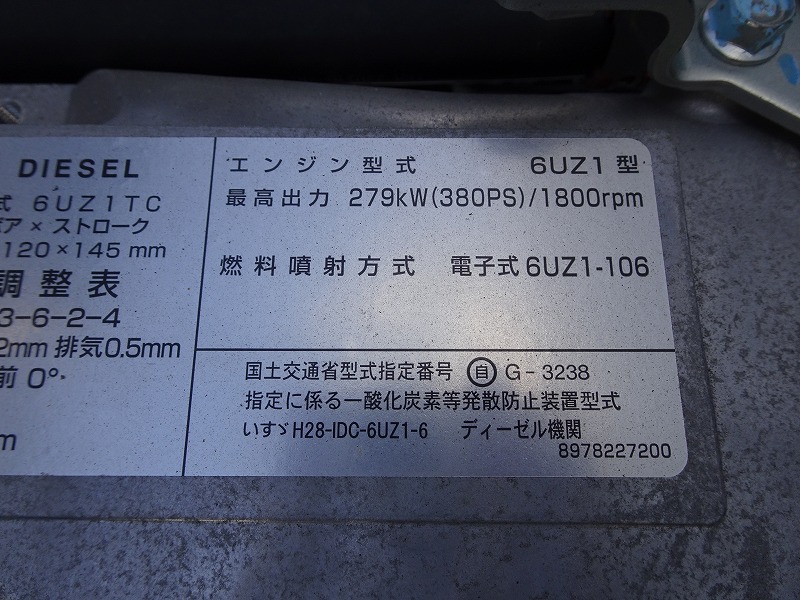 DIESEL
式 6UZ1TC
ボア×ストローク
120×145 mm
調整表
3-6-2-4
2mm 排気0.5mm
前 0°
m
エンジン型式 6UZ1型
最高出力 279kW(380PS)/1800rpm
燃料噴射方式 電子式6UZ1-106
国土交通省型式指定番号 自 G-3238
指定に係る一酸化炭素等発散防止装置型式
いすゞH28-IDC-6UZ1-6 ディーゼル機関
8978227200